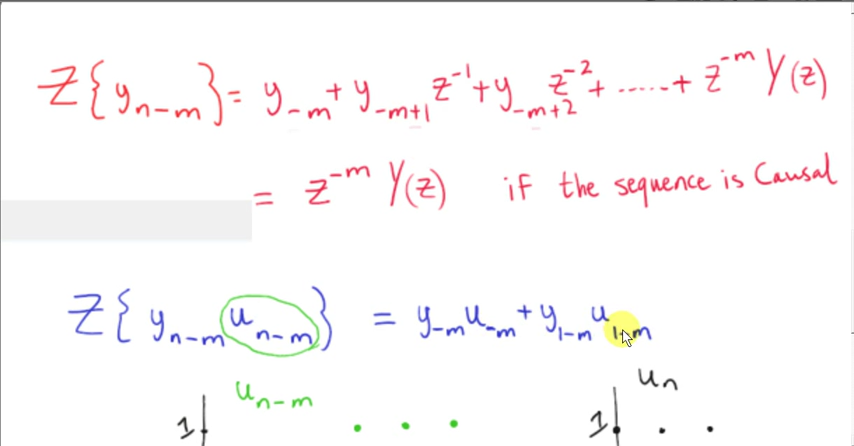 Z{y_{n-m}} = y_{-m} + y_{-m+1} z^{-1} + y_{-m+2} z^{-2} + ...... + z^{-m} Y(z)
= z^{-m} Y(z) if the sequence is Causal
Z{y_{n-m} u_{n-m}} = y_{-m} u_{-m} + y_{1-m} u_{1-m}
u_{n-m} u_n
1 1